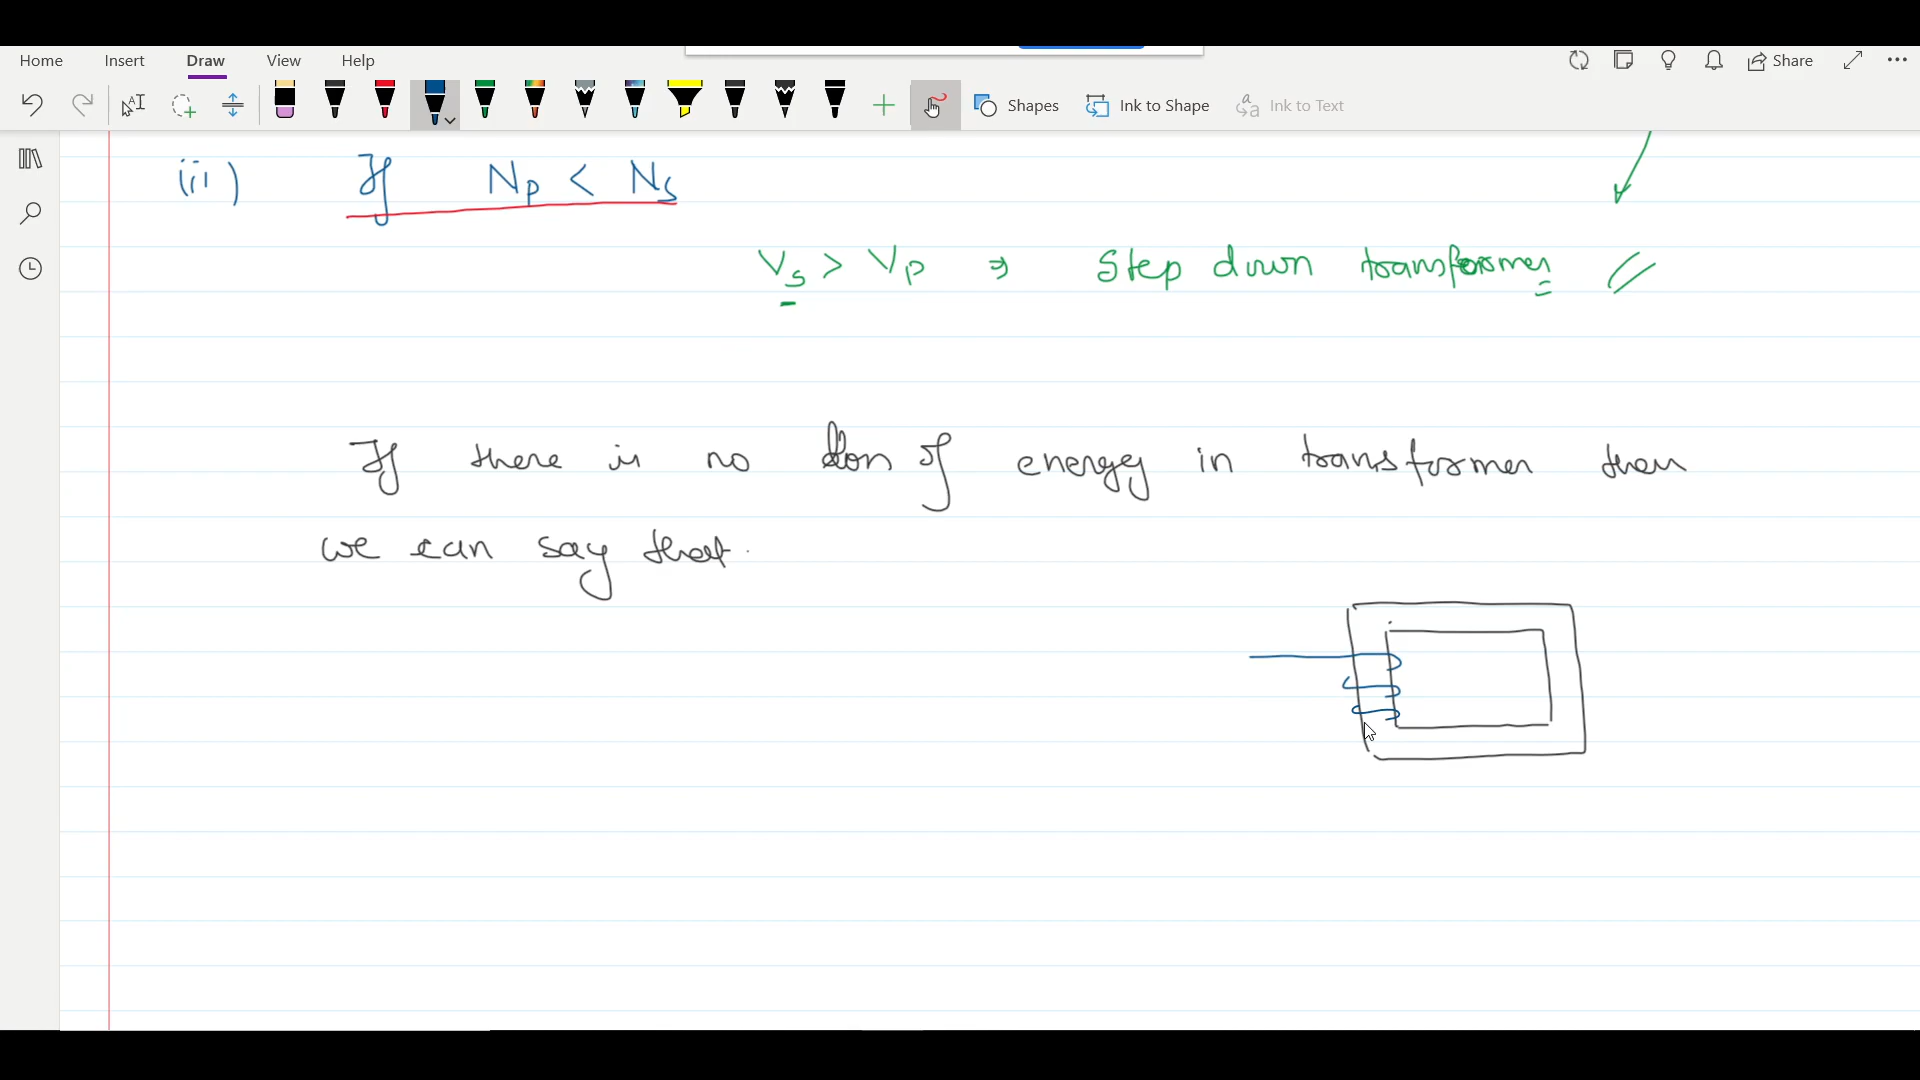 Home Insert Draw View Help Share
Shapes Ink to Shape Ink to Text
(ii) If Np < Ns
Vs > Vp ⇒ Step down transformer
If there is no loss of energy in transformer then
we can say that.